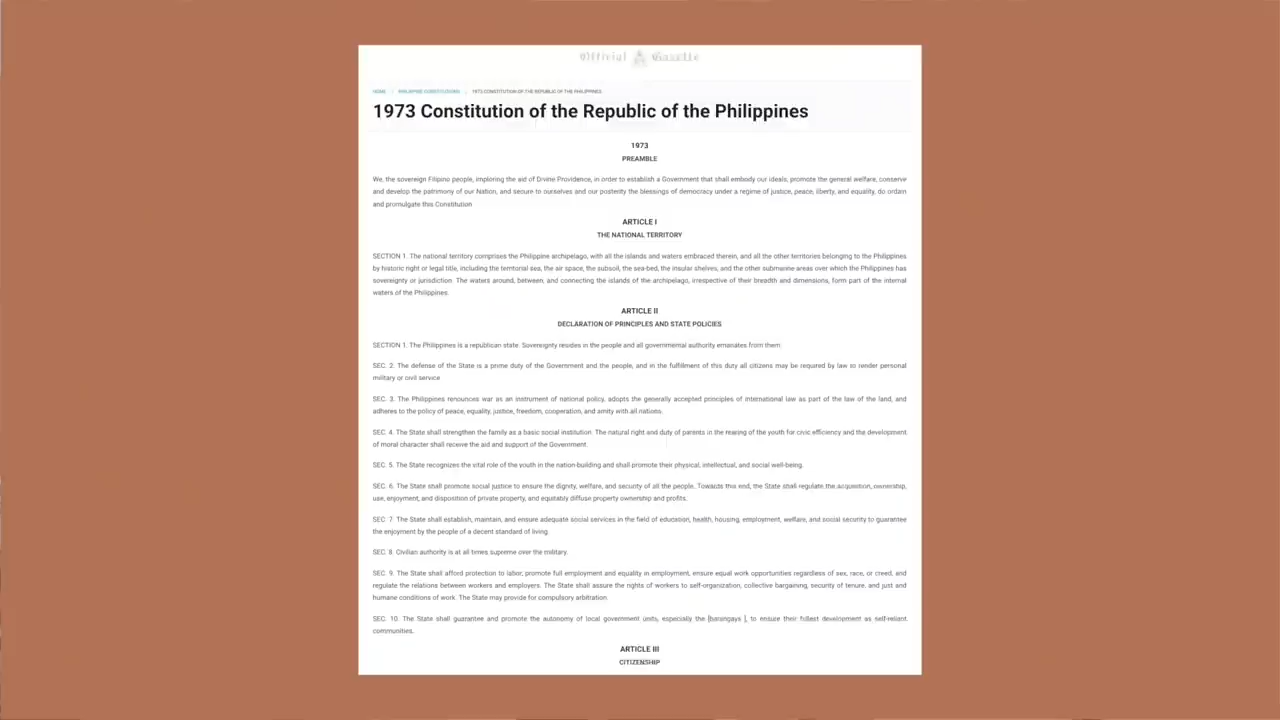 Official Gazette
HOME / PHILIPPINE CONSTITUTIONS / 1973 CONSTITUTION OF THE REPUBLIC OF THE PHILIPPINES
1973 Constitution of the Republic of the Philippines
1973
PREAMBLE
We, the sovereign Filipino people, imploring the aid of Divine Providence, in order to establish a Government that shall embody our ideals, promote the general welfare, conserve
and develop the patrimony of our Nation, and secure to ourselves and our posterity the blessings of democracy under a regime of justice, peace, liberty, and equality, do ordain
and promulgate this Constitution
ARTICLE I
THE NATIONAL TERRITORY
SECTION 1. The national territory comprises the Philippine archipelago, with all the islands and waters embraced therein, and all the other territories belonging to the Philippines
by historic right or legal title, including the territorial sea, the air space, the subsoil, the sea-bed, the insular shelves, and the other submarine areas over which the Philippines has
sovereignty or jurisdiction. The waters around, between, and connecting the islands of the archipelago, irrespective of their breadth and dimensions, form part of the internal
waters of the Philippines.
ARTICLE II
DECLARATION OF PRINCIPLES AND STATE POLICIES
SECTION 1. The Philippines is a republican state. Sovereignty resides in the people and all governmental authority emanates from them.
SEC. 2. The defense of the State is a prime duty of the Government and the people, and in the fulfillment of this duty all citizens may be required by law to render personal
military or civil service
SEC. 3. The Philippines renounces war as an instrument of national policy, adopts the generally accepted principles of international law as part of the law of the land, and
adheres to the policy of peace, equality, justice, freedom, cooperation, and amity with all nations.
SEC. 4. The State shall strengthen the family as a basic social institution. The natural right and duty of parents in the rearing of the youth for civic efficiency and the development
of moral character shall receive the aid and support of the Government.
SEC. 5. The State recognizes the vital role of the youth in the nation-building and shall promote their physical, intellectual, and social well-being.
SEC. 6. The State shall promote social justice to ensure the dignity, welfare, and security of all the people. Towards this end, the State shall regulate the acquisition, ownership,
use, enjoyment, and disposition of private property, and equitably diffuse property ownership and profits.
SEC. 7. The State shall establish, maintain, and ensure adequate social services in the field of education, health, housing, employment, welfare, and social security to guarantee
the enjoyment by the people of a decent standard of living.
SEC. 8. Civilian authority is at all times supreme over the military.
SEC. 9. The State shall afford protection to labor, promote full employment and equality in employment, ensure equal work opportunities regardless of sex, race, or creed, and
regulate the relations between workers and employers. The State shall assure the rights of workers to self-organization, collective bargaining, security of tenure, and just and
humane conditions of work. The State may provide for compulsory arbitration.
SEC. 10. The State shall guarantee and promote the autonomy of local government units, especially the [barangays ], to ensure their fullest development as self-reliant
communities.
ARTICLE III
CITIZENSHIP